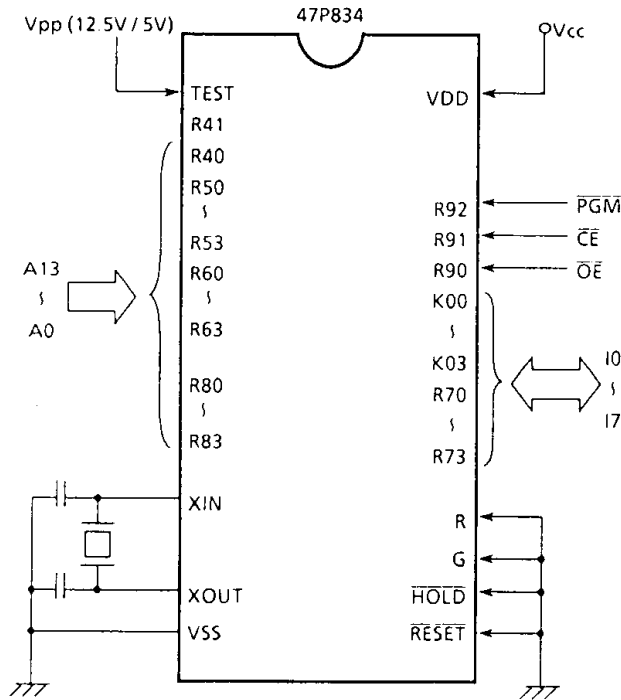 47P834
Vpp (12.5V / 5V)
Vcc
TEST
VDD
R41
R40
R50
~
R53
R60
~
R63
R80
~
R83
A13
~
A0
R92
PGM
R91
CE
R90
OE
K00
~
K03
R70
~
R73
I0
~
I7
XIN
XOUT
VSS
R
G
HOLD
RESET